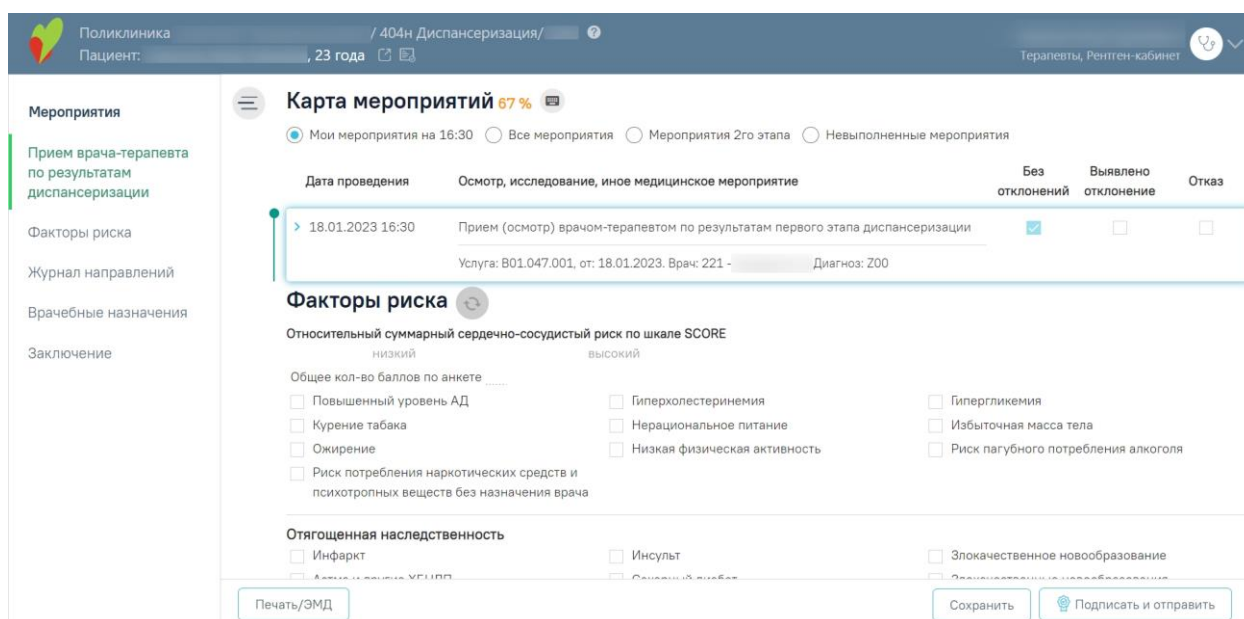 Поликлиника / 404н Диспансеризация/
Пациент: , 23 года
Терапевты, Рентген-кабинет
Мероприятия
Прием врача-терапевта
по результатам
диспансеризации
Факторы риска
Журнал направлений
Врачебные назначения
Заключение
Карта мероприятий 67 %
Мои мероприятия на 16:30 Все мероприятия Мероприятия 2го этапа Невыполненные мероприятия
Дата проведения Осмотр, исследование, иное медицинское мероприятие Без отклонений Выявлено отклонение Отказ
18.01.2023 16:30 Прием (осмотр) врачом-терапевтом по результатам первого этапа диспансеризации
Услуга: B01.047.001, от: 18.01.2023. Врач: 221 - Диагноз: Z00
Факторы риска
Относительный суммарный сердечно-сосудистый риск по шкале SCORE
низкий высокий
Общее кол-во баллов по анкете
Повышенный уровень АД Гиперхолестеринемия Гипергликемия
Курение табака Нерациональное питание Избыточная масса тела
Ожирение Низкая физическая активность Риск пагубного потребления алкоголя
Риск потребления наркотических средств и
психотропных веществ без назначения врача
Отягощенная наследственность
Инфаркт Инсульт Злокачественное новообразование
Печать/ЭМД Сохранить Подписать и отправить